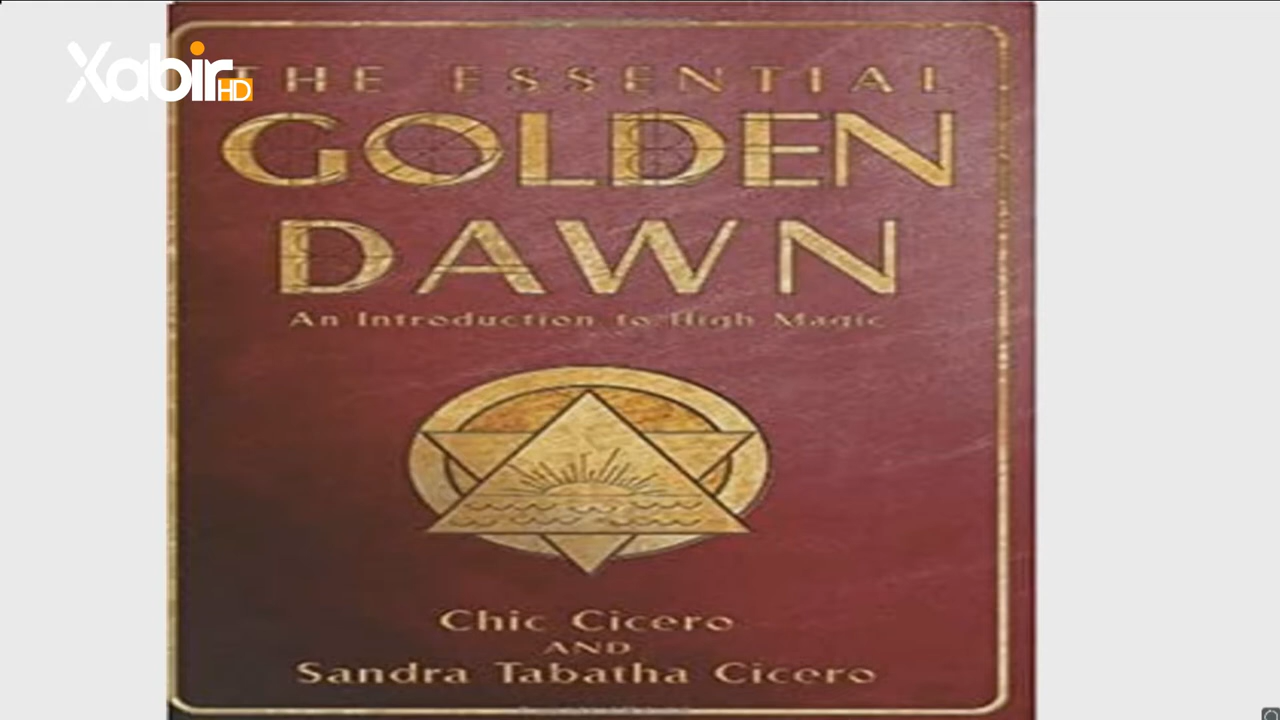 Xabir HD
THE ESSENTIAL
GOLDEN
DAWN
An Introduction to High Magic
Chic Cicero
AND
Sandra Tabatha Cicero